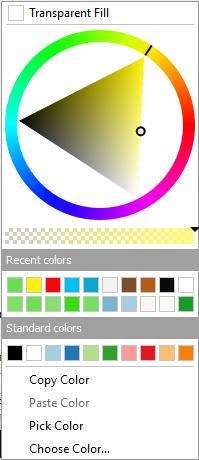 Transparent Fill
Recent colors
Standard colors
Copy Color
Paste Color
Pick Color
Choose Color...